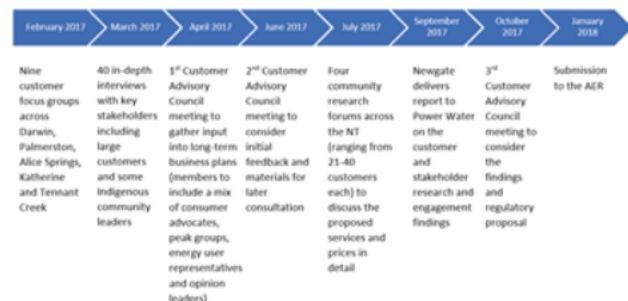 February 2017
March 2017
April 2017
June 2017
July 2017
September
2017
October
2017
January
2018
Nine
customer
focus groups
across
Darwin,
Palmerston,
Alice Springs,
Katherine
and Tennant
Creek
40 in-depth
interviews
with key
stakeholders
including
large
customers
and some
Indigenous
community
leaders
1st Customer
Advisory
Council
meeting to
gather input
into long-term
business plans
(members to
include a mix
of consumer
advocates,
peak groups,
energy user
representatives
and opinion
leaders)
2nd Customer
Advisory
Council
meeting to
consider
initial
feedback and
materials for
later
consultation
Four
community
research
forums across
the NT
(ranging from
21-40
customers
each) to
discuss the
proposed
services and
prices in
detail
Newgate
delivers
report to
Power Water
on the
customer
and
stakeholder
research and
engagement
findings
3rd
Customer
Advisory
Council
meeting to
consider
the
findings
and
regulatory
proposal
Submission
to the AER